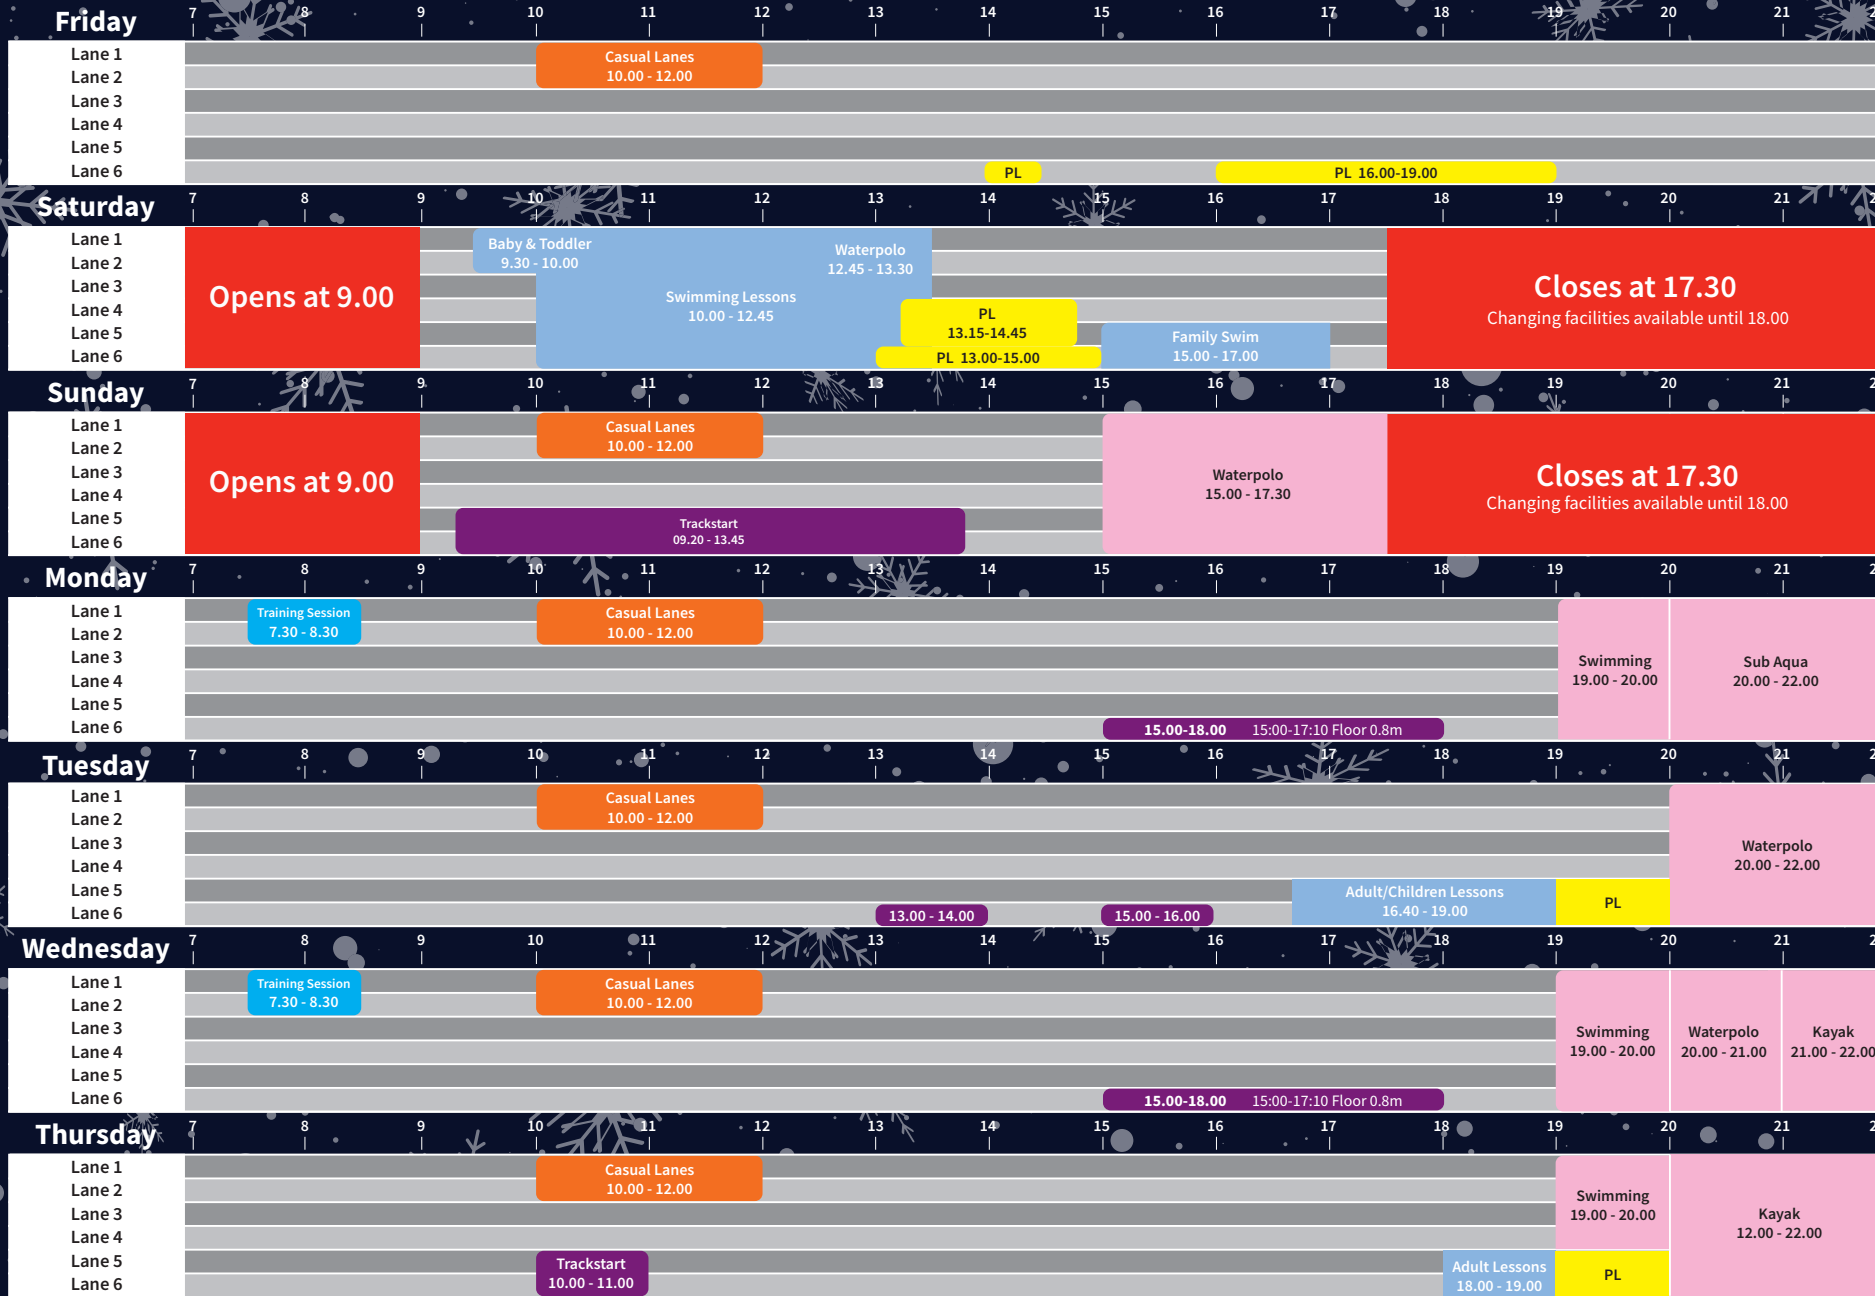 Friday 7 8 9 10 11 12 13 14 15 16 17 18 19 20 21 2
Lane 1
Lane 2
Lane 3
Lane 4
Lane 5
Lane 6
Casual Lanes
10.00 - 12.00
PL
PL 16.00-19.00
Saturday 7 8 9 10 11 12 13 14 15 16 17 18 19 20 21 2
Lane 1
Lane 2
Lane 3
Lane 4
Lane 5
Lane 6
Opens at 9.00
Baby & Toddler
9.30 - 10.00
Swimming Lessons
10.00 - 12.45
Waterpolo
12.45 - 13.30
PL
13.15-14.45
PL 13.00-15.00
Family Swim
15.00 - 17.00
Closes at 17.30
Changing facilities available until 18.00
Sunday 7 8 9 10 11 12 13 14 15 16 17 18 19 20 21 2
Lane 1
Lane 2
Lane 3
Lane 4
Lane 5
Lane 6
Opens at 9.00
Casual Lanes
10.00 - 12.00
Trackstart
09.20 - 13.45
Waterpolo
15.00 - 17.30
Closes at 17.30
Changing facilities available until 18.00
Monday 7 8 9 10 11 12 13 14 15 16 17 18 19 20 21 2
Lane 1
Lane 2
Lane 3
Lane 4
Lane 5
Lane 6
Training Session
7.30 - 8.30
Casual Lanes
10.00 - 12.00
15.00-18.00 15:00-17:10 Floor 0.8m
Swimming
19.00 - 20.00
Sub Aqua
20.00 - 22.00
Tuesday 7 8 9 10 11 12 13 14 15 16 17 18 19 20 21 2
Lane 1
Lane 2
Lane 3
Lane 4
Lane 5
Lane 6
Casual Lanes
10.00 - 12.00
13.00 - 14.00
15.00 - 16.00
Adult/Children Lessons
16.40 - 19.00
PL
Waterpolo
20.00 - 22.00
Wednesday 7 8 9 10 11 12 13 14 15 16 17 18 19 20 21 2
Lane 1
Lane 2
Lane 3
Lane 4
Lane 5
Lane 6
Training Session
7.30 - 8.30
Casual Lanes
10.00 - 12.00
15.00-18.00 15:00-17:10 Floor 0.8m
Swimming
19.00 - 20.00
Waterpolo
20.00 - 21.00
Kayak
21.00 - 22.00
Thursday 7 8 9 10 11 12 13 14 15 16 17 18 19 20 21 2
Lane 1
Lane 2
Lane 3
Lane 4
Lane 5
Lane 6
Casual Lanes
10.00 - 12.00
Trackstart
10.00 - 11.00
Adult Lessons
18.00 - 19.00
Swimming
19.00 - 20.00
PL
Kayak
12.00 - 22.00